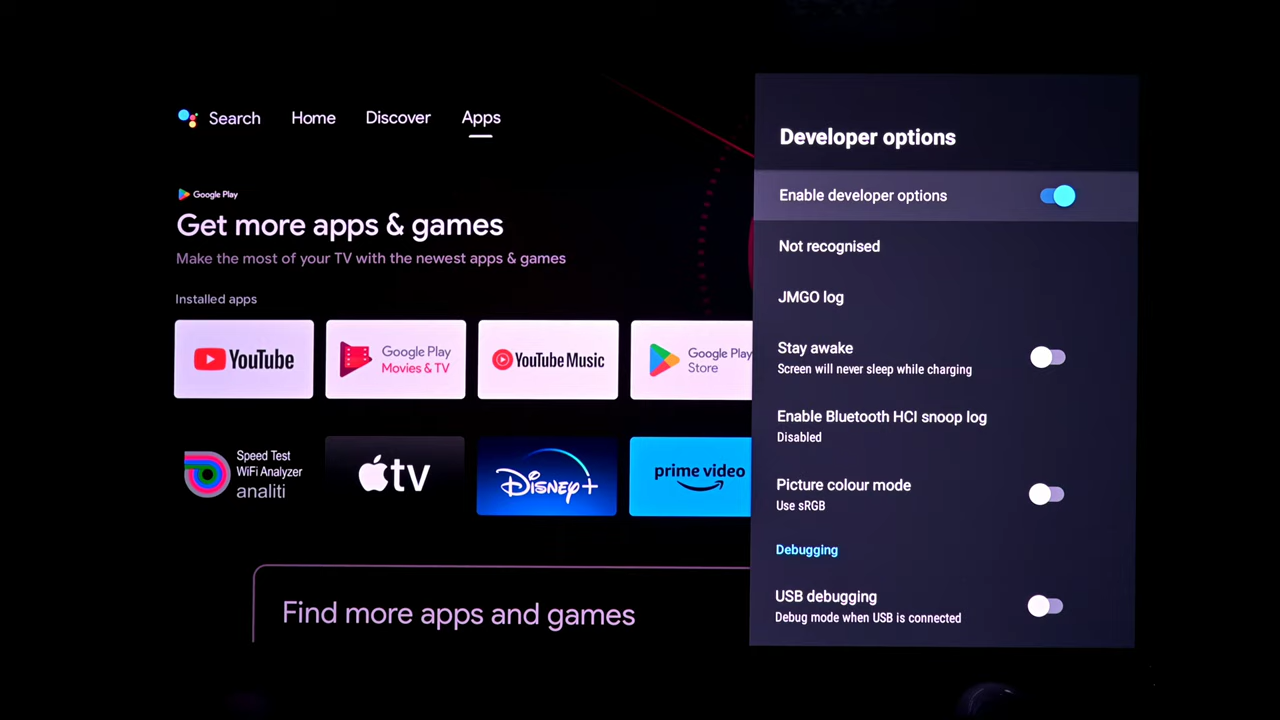 Search Home Discover Apps
Google Play
Get more apps & games
Make the most of your TV with the newest apps & games
Installed apps
YouTube
Google Play
Movies & TV
YouTube Music
Google Play
Store
Speed Test
WiFi Analyzer
analiti
tv
Disney+
prime video
Find more apps and games
Developer options
Enable developer options
Not recognised
JMGO log
Stay awake
Screen will never sleep while charging
Enable Bluetooth HCI snoop log
Disabled
Picture colour mode
Use sRGB
Debugging
USB debugging
Debug mode when USB is connected